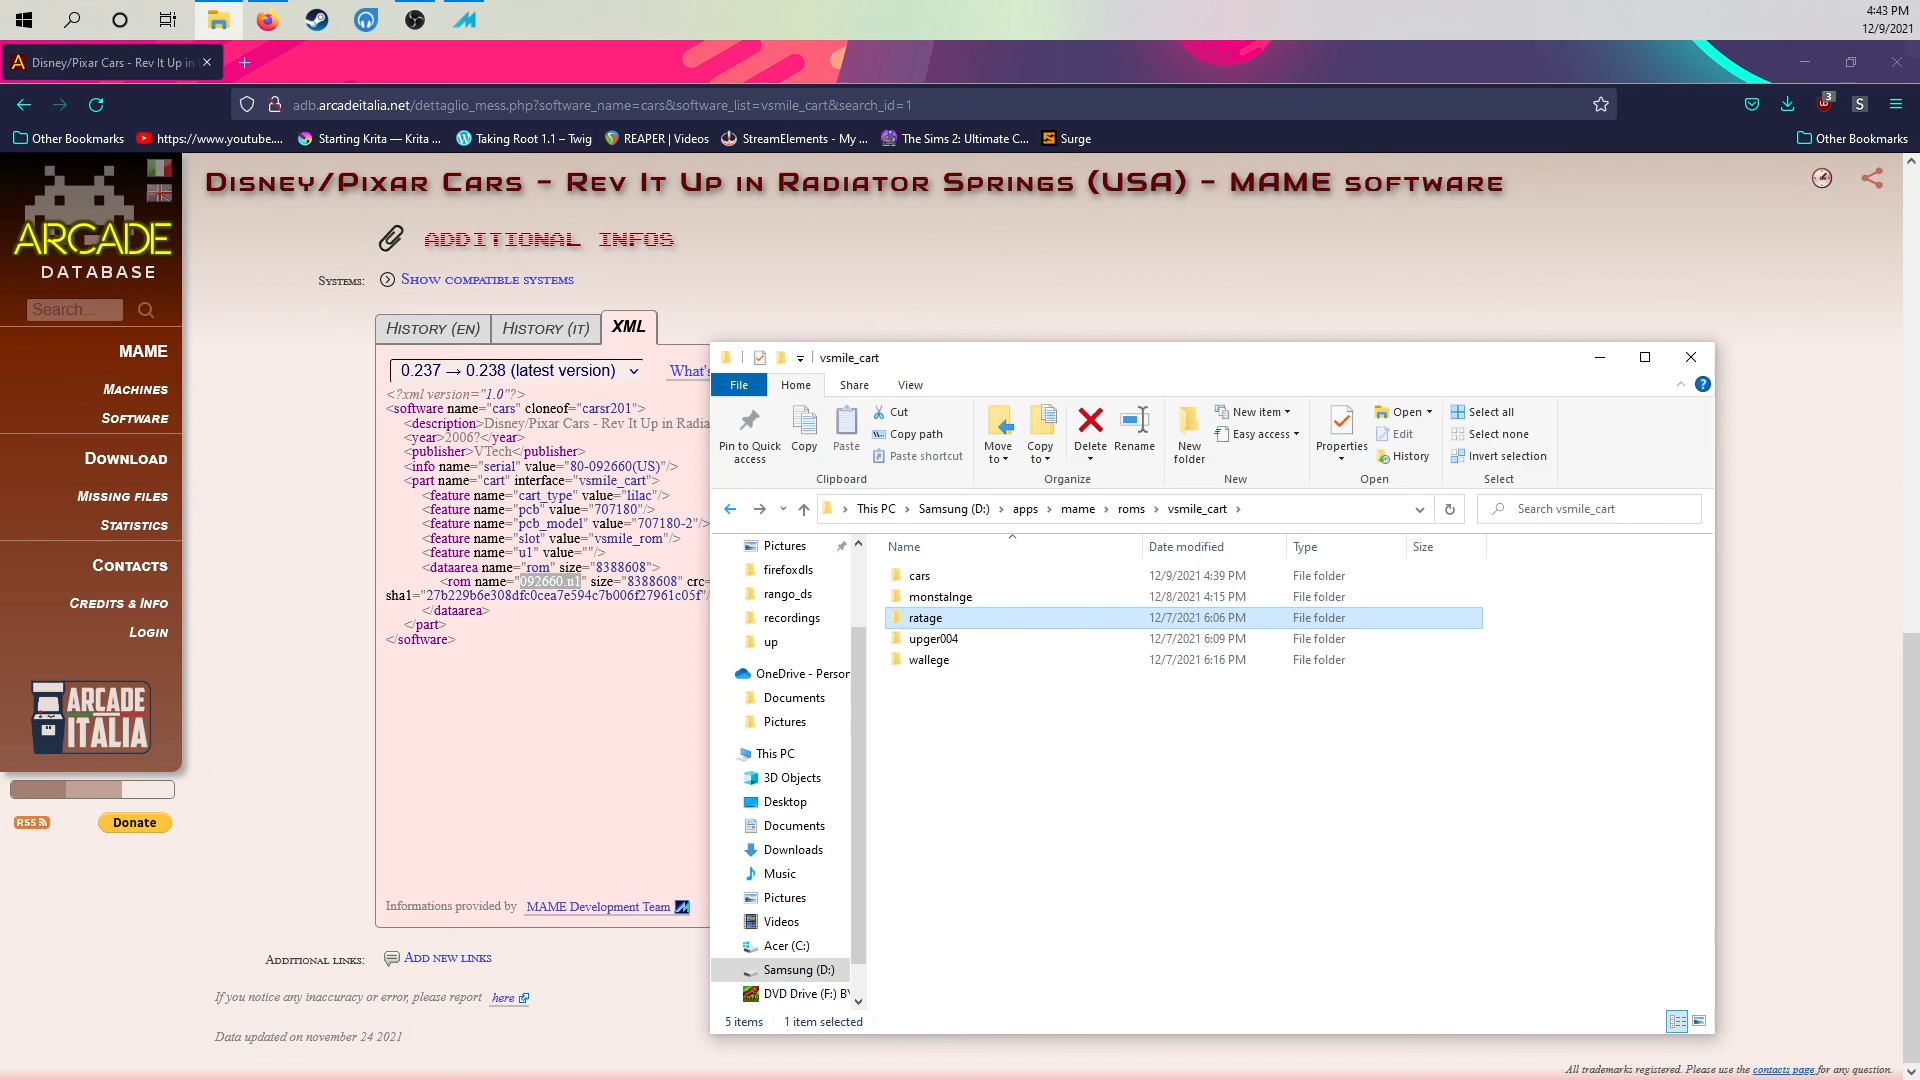 4:43 PM
12/9/2021
Disney/Pixar Cars - Rev It Up in
adb.arcadeitalia.net/dettaglio_mess.php?software_name=cars&software_list=vsmile_cart&search_id=1
3
S
Other Bookmarks
https://www.youtube....
Starting Krita — Krita ...
Taking Root 1.1 – Twig
REAPER | Videos
StreamElements - My ...
The Sims 2: Ultimate C...
Surge
Other Bookmarks
ARCADE
DATABASE
Search...
MAME
Machines
Software
Download
Missing files
Statistics
Contacts
Credits & Info
Login
ARCADE
ITALIA
RSS
Donate
Disney/Pixar Cars - Rev It Up in Radiator Springs (USA) - MAME software
Additional Infos
Systems:
Show compatible systems
History (en)
History (it)
XML
0.237 → 0.238 (latest version)
What's
<?xml version="1.0"?>
<software name="cars" cloneof="carsr201">
<description>Disney/Pixar Cars - Rev It Up in Radia
<year>2006?</year>
<publisher>VTech</publisher>
<info name="serial" value="80-092660(US)"/>
<part name="cart" interface="vsmile_cart">
<feature name="cart_type" value="lilac"/>
<feature name="pcb" value="707180"/>
<feature name="pcb_model" value="707180-2"/>
<feature name="slot" value="vsmile_rom"/>
<feature name="u1" value=""/>
<dataarea name="rom" size="8388608">
<rom name="092660.u1" size="8388608" crc=
sha1="27b229b6e308dfc0cea7e594c7b006f27961c05f"/
</dataarea>
</part>
</software>
Informations provided by
MAME Development Team
Additional links:
Add new links
If you notice any inaccuracy or error, please report here
Data updated on november 24 2021
All trademarks registered. Please use the contacts page for any question.
vsmile_cart
File
Home
Share
View
Pin to Quick access
Copy
Paste
Cut
Copy path
Paste shortcut
Clipboard
Move to
Copy to
Delete
Rename
Organize
New folder
New item
Easy access
New
Properties
Open
Edit
History
Open
Select all
Select none
Invert selection
Select
This PC
Samsung (D:)
apps
mame
roms
vsmile_cart
Search vsmile_cart
Pictures
firefoxdls
rango_ds
recordings
up
OneDrive - Person
Documents
Pictures
This PC
3D Objects
Desktop
Documents
Downloads
Music
Pictures
Videos
Acer (C:)
Samsung (D:)
DVD Drive (F:) B
Name
Date modified
Type
Size
cars 12/9/2021 4:39 PM File folder
monstalnge 12/8/2021 4:15 PM File folder
ratage 12/7/2021 6:06 PM File folder
upger004 12/7/2021 6:09 PM File folder
wallege 12/7/2021 6:16 PM File folder
5 items
1 item selected